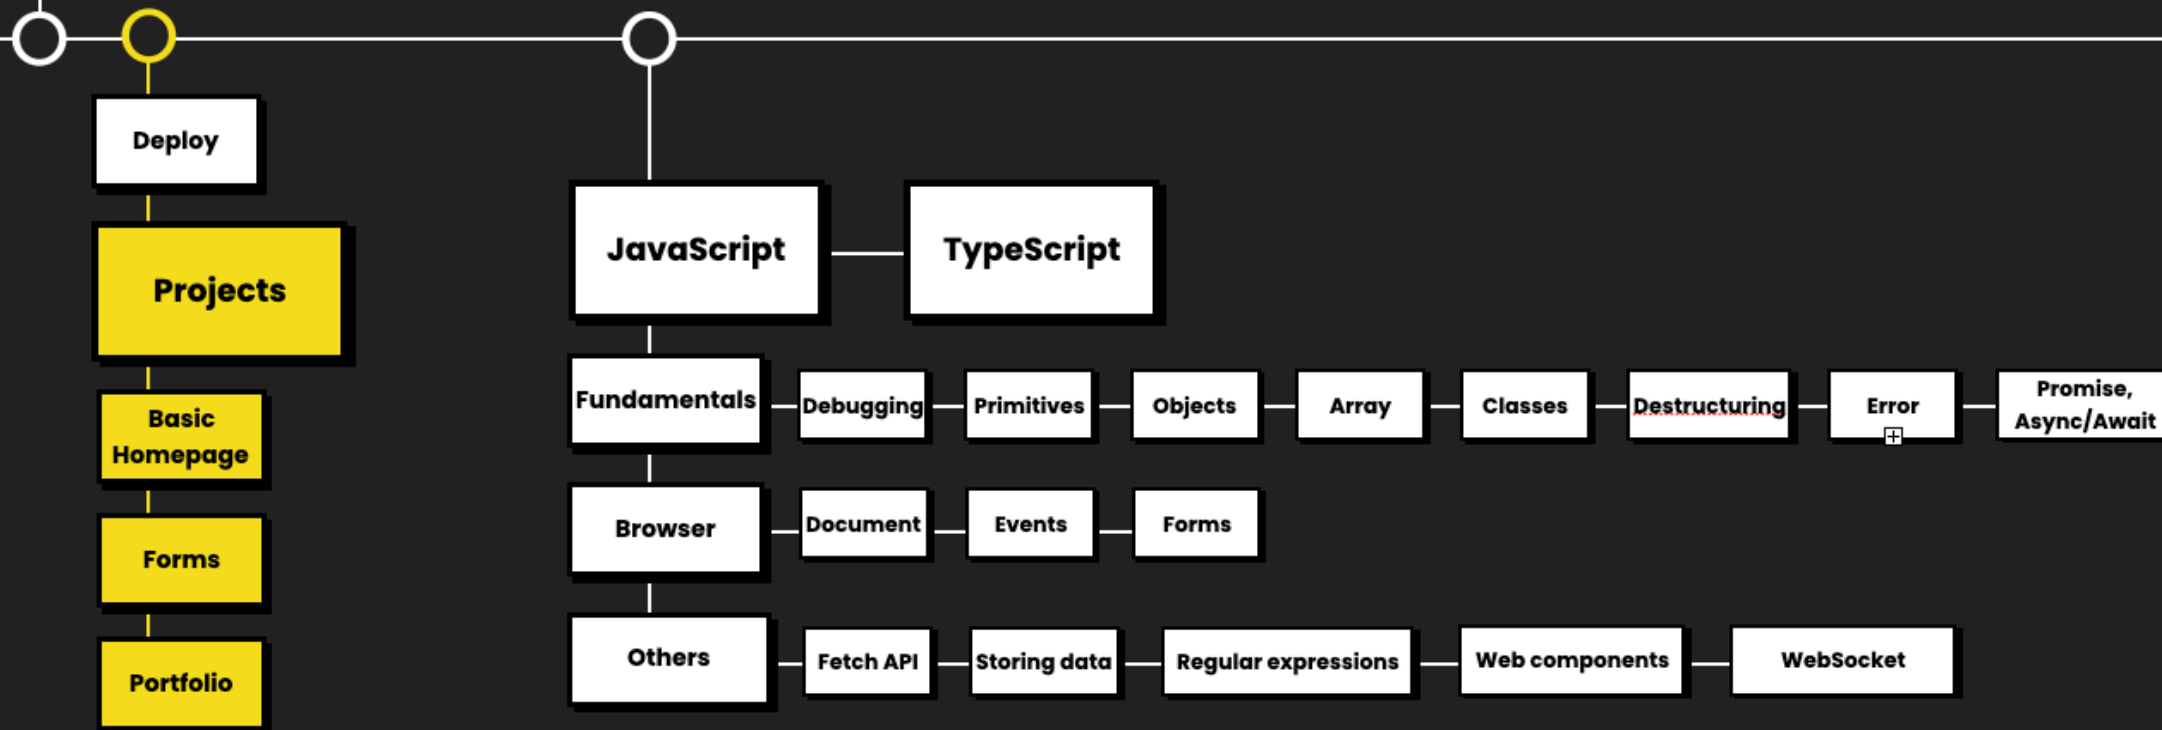 Deploy
Projects
Basic
Homepage
Forms
Portfolio
JavaScript
TypeScript
Fundamentals
Debugging
Primitives
Objects
Array
Classes
Destructuring
Error
Promise,
Async/Await
Browser
Document
Events
Forms
Others
Fetch API
Storing data
Regular expressions
Web components
WebSocket